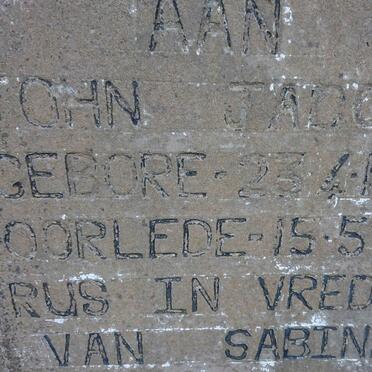 AAN
OHN JACO
GEBORE·23·4·1
OORLEDE·15·5
RUS IN VRED
VAN SABIN